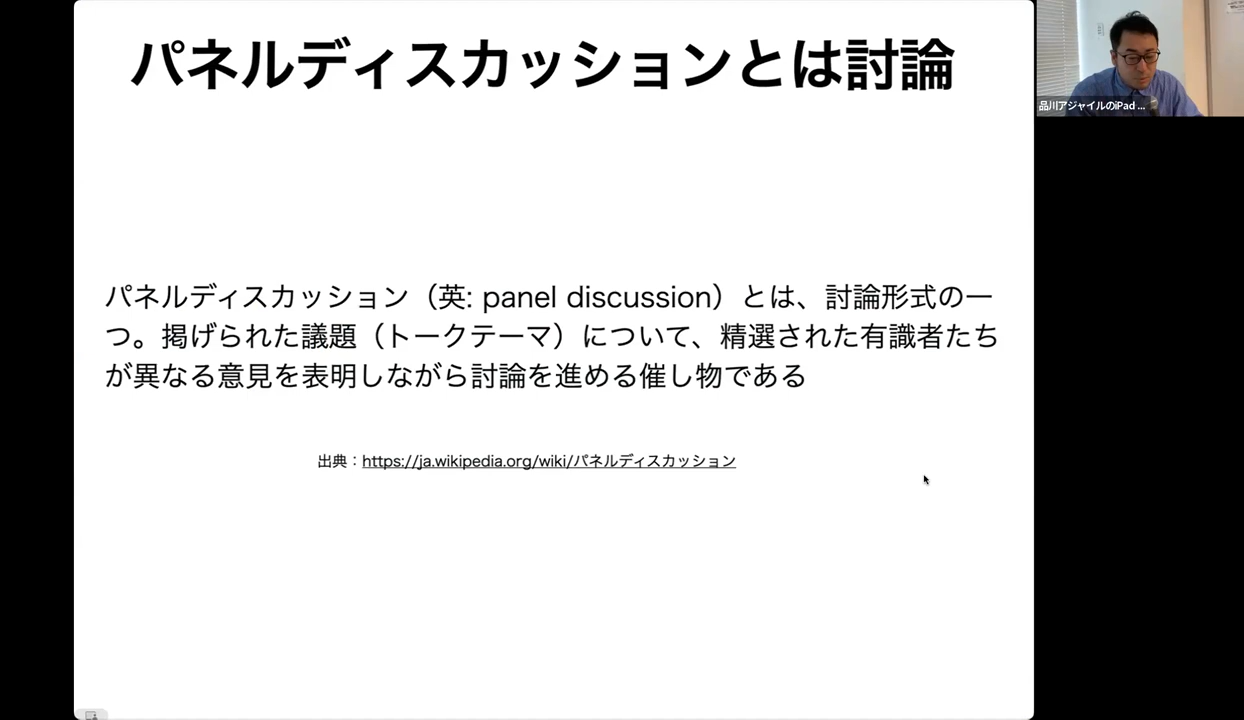 パネルディスカッションとは討論
パネルディスカッション（英: panel discussion）とは、討論形式の一
つ。掲げられた議題（トークテーマ）について、精選された有識者たち
が異なる意見を表明しながら討論を進める催し物である
出典：https://ja.wikipedia.org/wiki/パネルディスカッション
品川アジャイルのiPad ...